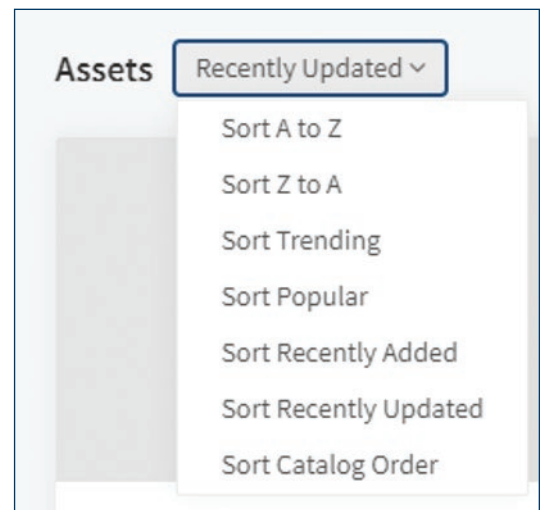 Assets Recently Updated
Sort A to Z
Sort Z to A
Sort Trending
Sort Popular
Sort Recently Added
Sort Recently Updated
Sort Catalog Order